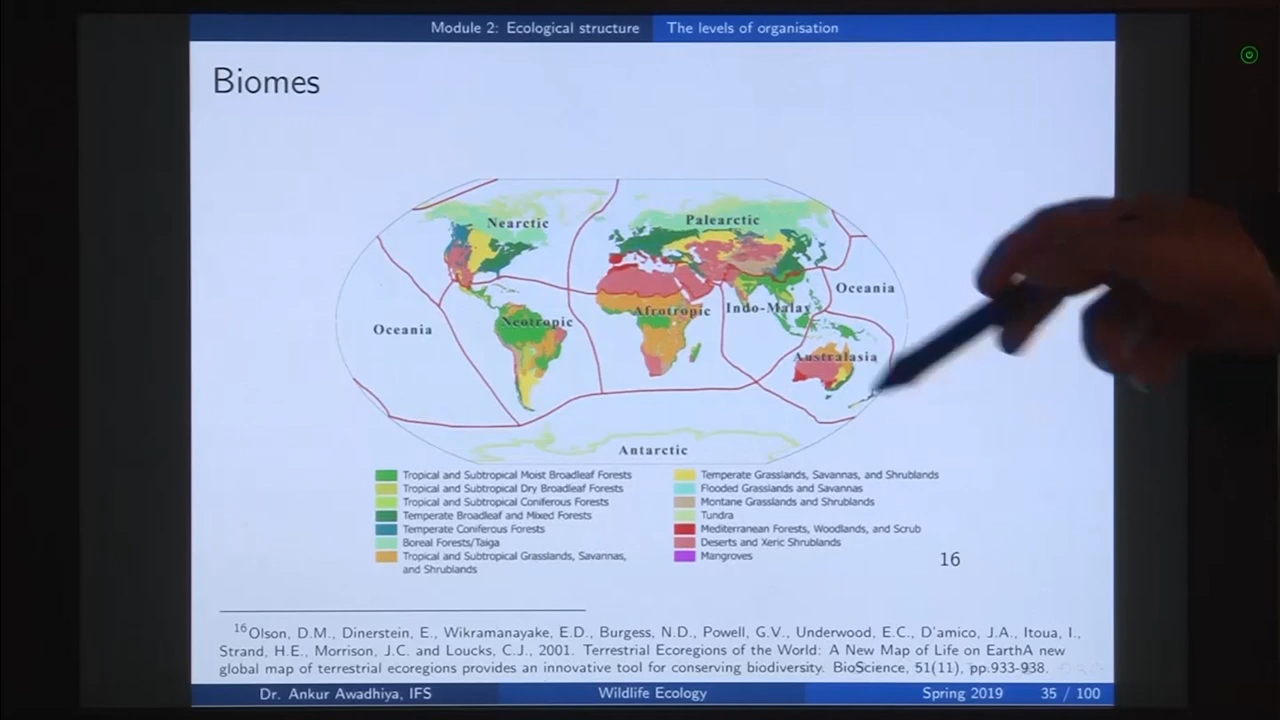 Module 2: Ecological structure The levels of organisation
Biomes
Nearctic Palearctic
Oceania
Oceania Neotropic Afrotropic Indo-Malay
Australasia
Antarctic
Tropical and Subtropical Moist Broadleaf Forests
Tropical and Subtropical Dry Broadleaf Forests
Tropical and Subtropical Coniferous Forests
Temperate Broadleaf and Mixed Forests
Temperate Coniferous Forests
Boreal Forests/Taiga
Tropical and Subtropical Grasslands, Savannas,
and Shrublands
Temperate Grasslands, Savannas, and Shrublands
Flooded Grasslands and Savannas
Montane Grasslands and Shrublands
Tundra
Mediterranean Forests, Woodlands, and Scrub
Deserts and Xeric Shrublands
Mangroves
16
16 Olson, D.M., Dinerstein, E., Wikramanayake, E.D., Burgess, N.D., Powell, G.V., Underwood, E.C., D'amico, J.A., Itoua, I.,
Strand, H.E., Morrison, J.C. and Loucks, C.J., 2001. Terrestrial Ecoregions of the World: A New Map of Life on EarthA new
global map of terrestrial ecoregions provides an innovative tool for conserving biodiversity. BioScience, 51(11), pp.933-938.
Dr. Ankur Awadhiya, IFS Wildlife Ecology Spring 2019 35 / 100